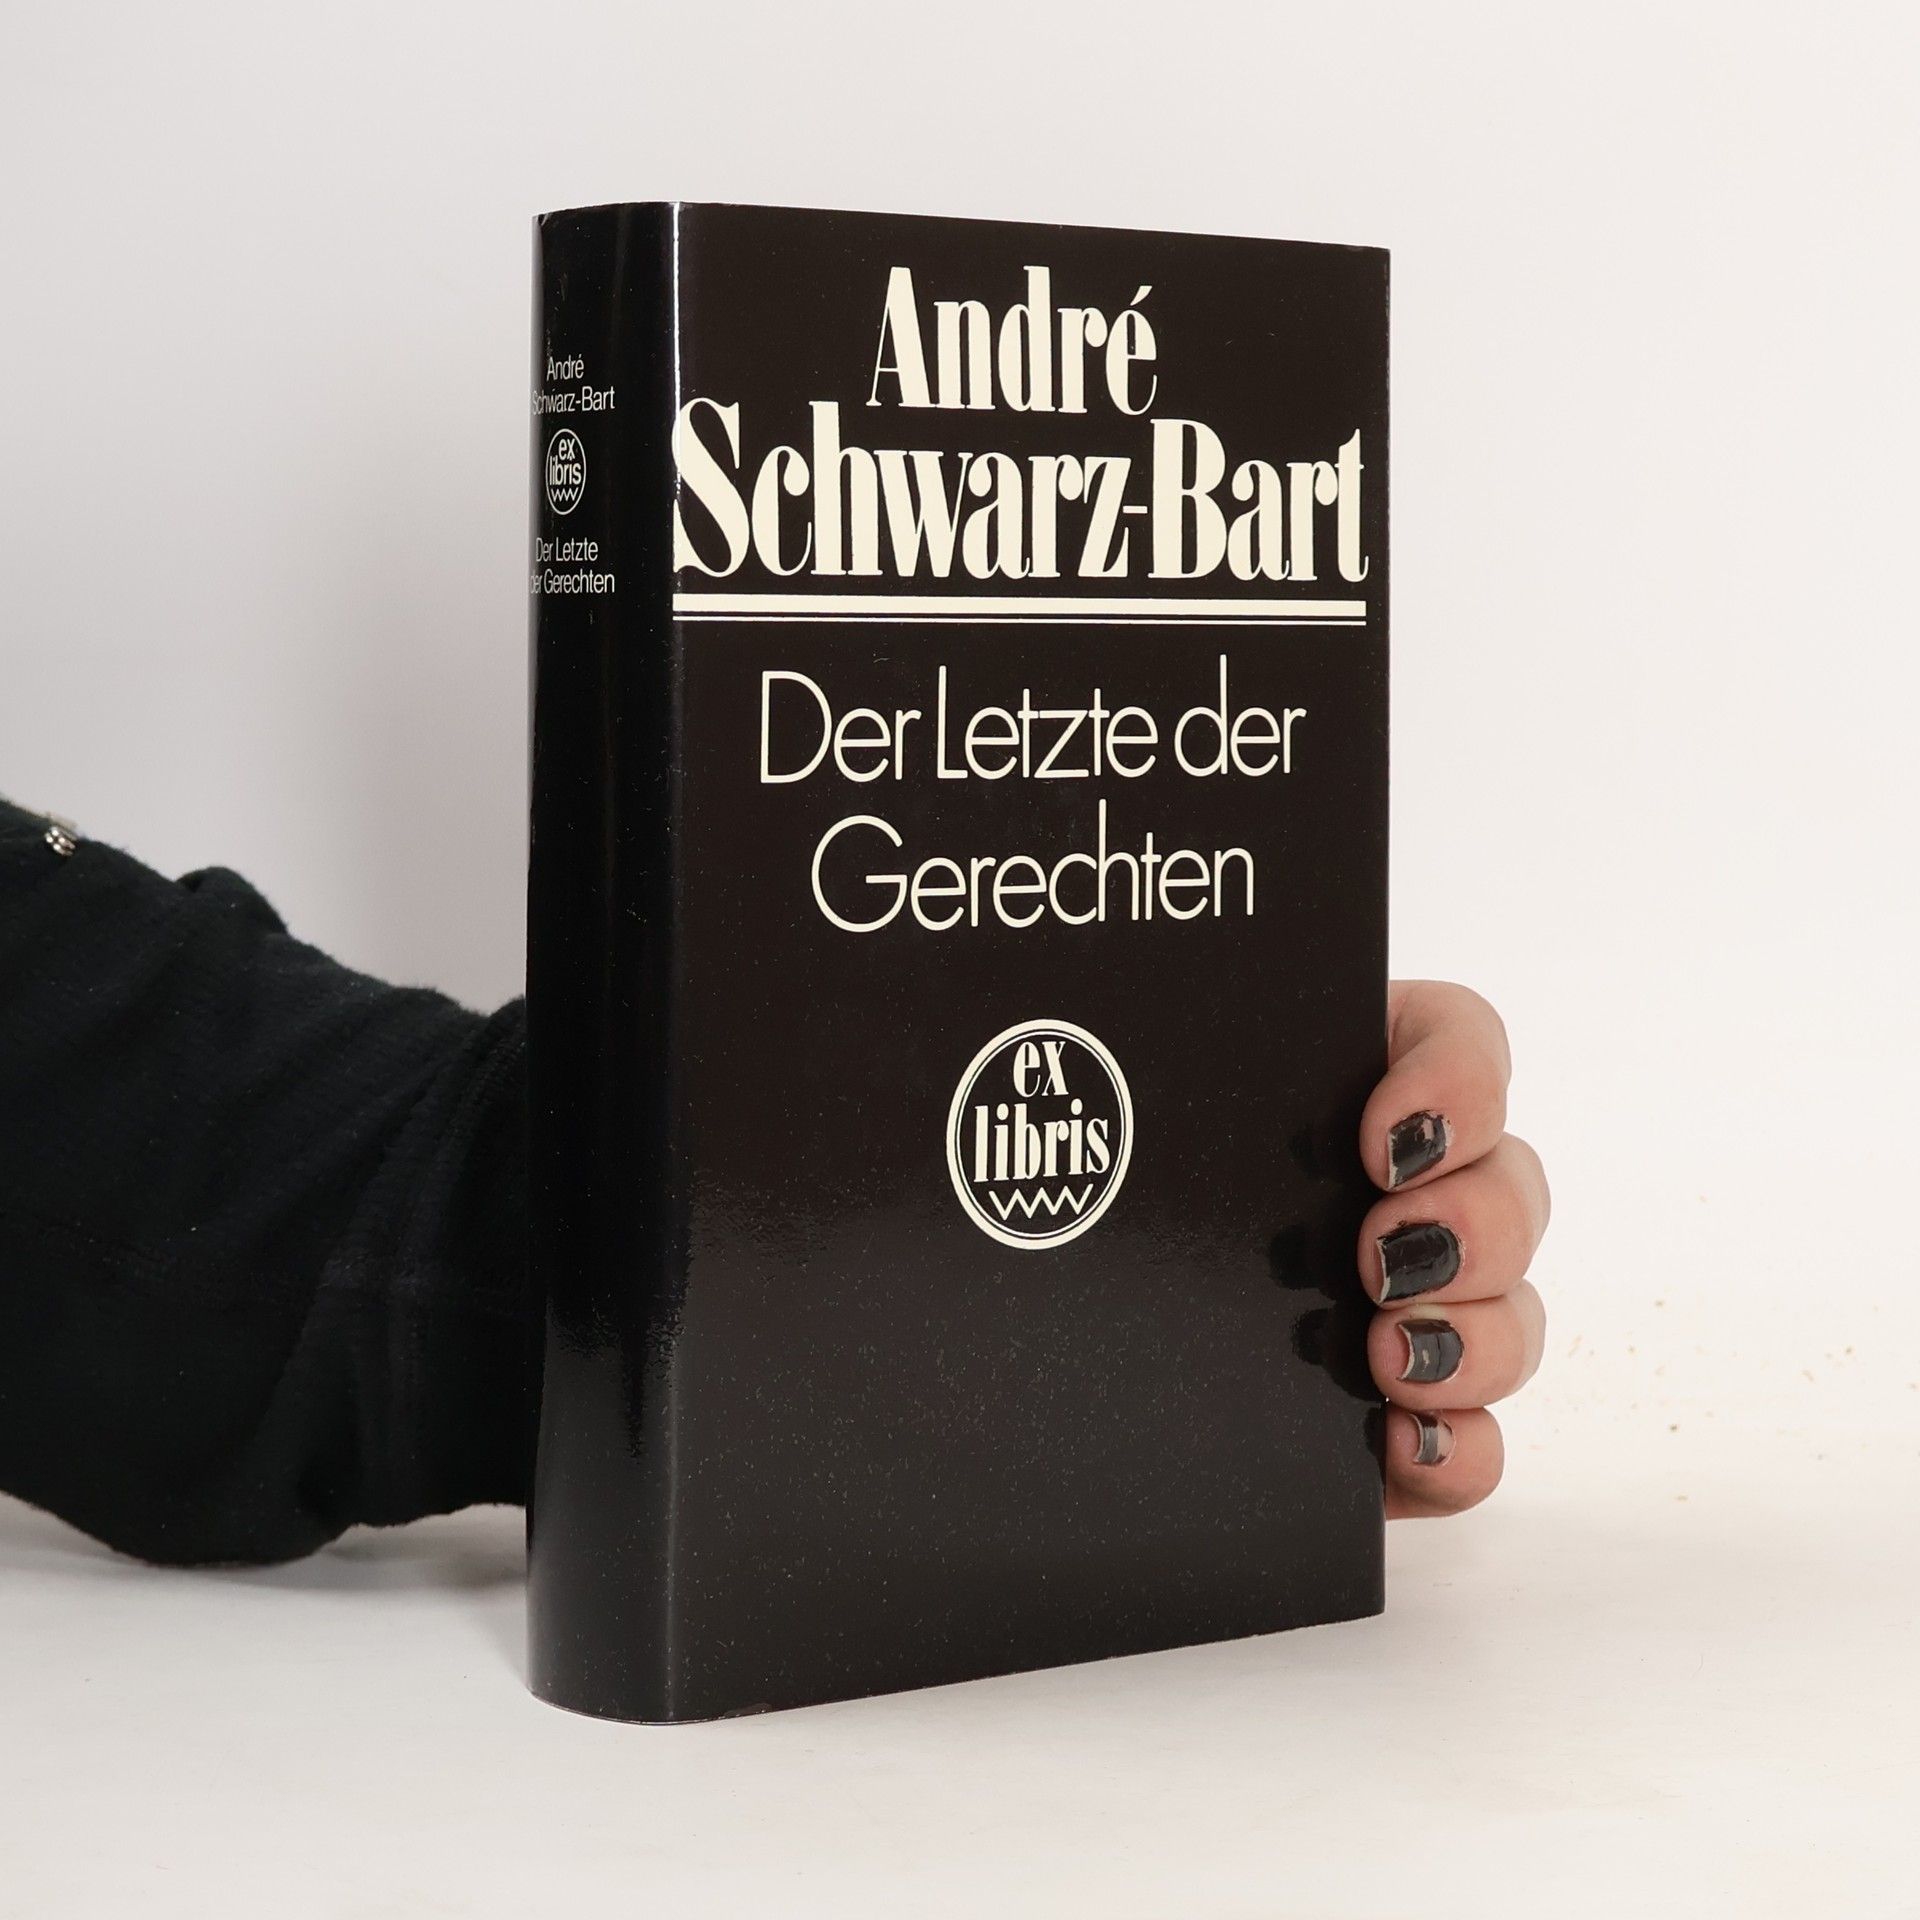 André
Schwarz-Bart
ex
libris
Der Letzte
der Gerechten
André
Schwarz-Bart
Der Letzte der
Gerechten
ex
libris